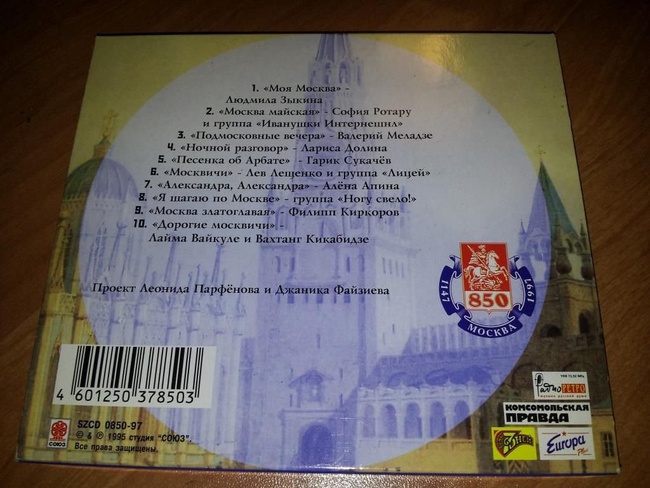 1. «Моя Москва» -
Людмила Зыкина
2. «Москва майская» - София Ротару
и группа «Иванушки Интернешнл»
3. «Подмосковные вечера» - Валерий Меладзе
4. «Ночной разговор» - Лариса Долина
5. «Песенка об Арбате» - Гарик Сукачёв
6. «Москвичи» - Лев Лещенко и группа «Лицей»
7. «Александра, Александра» - Алёна Апина
8. «Я шагаю по Москве» - группа «Ногу свело!»
9. «Москва златоглавая» - Филипп Киркоров
10. «Дорогие москвичи» -
Лайма Вайкуле и Вахтанг Кикабидзе
1147 1997
850
МОСКВА
Проект Леонида Парфёнова и Джаника Файзиева
4 601250 378503
SZCD 0850-97
© & ℗ 1995 студия "СОЮЗ".
Все права защищены.
СОЮЗ
Радио РЕТРО
КОМСОМОЛЬСКАЯ
ПРАВДА
Europa